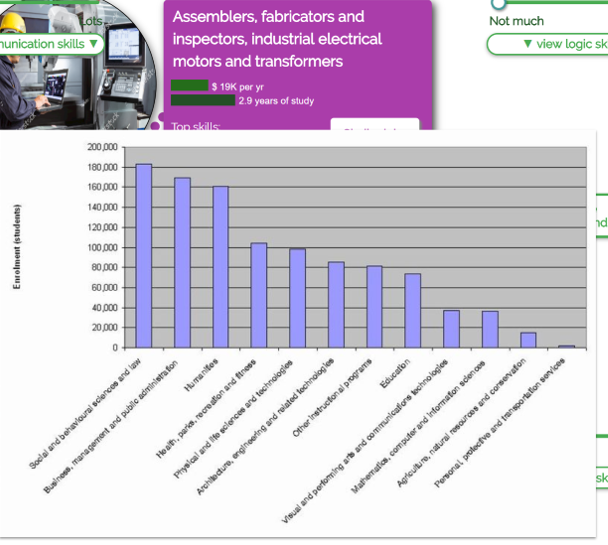 Lots
Assemblers, fabricators and
inspectors, industrial electrical
motors and transformers
$ 19K per yr
2.9 years of study
Top skills:
Not much
skills ▼
▼ view logic
200,000
180,000
160,000
140,000
120,000
100,000
80,000
60,000
40,000
20,000
0
Enrolment (students)
Social and behavioural sciences and law
Business, management and public administration
Humanities
Health, parks, recreation and fitness
Physical and life sciences and technologies
Architecture, engineering and related technologies
Other instructional programs
Education
Visual and performing arts and communications technologies
Mathematics, computer and information sciences
Agriculture, natural resources and conservation
Personal, protective and transportation services